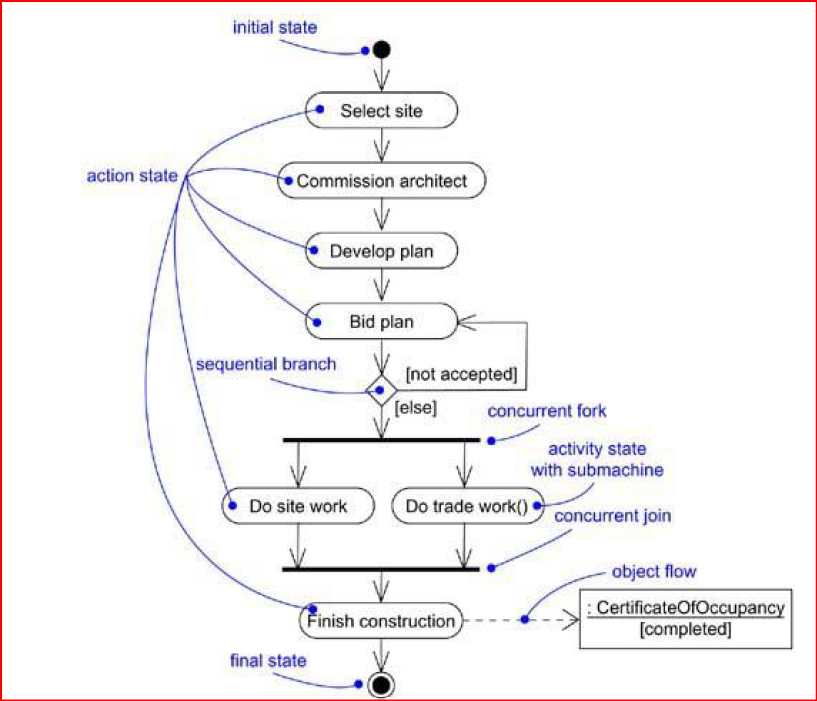 initial state
Select site
action state
Commission architect
Develop plan
Bid plan
sequential branch
[not accepted]
[else]
concurrent fork
activity state
with submachine
Do site work
Do trade work()
concurrent join
object flow
: CertificateOfOccupancy
[completed]
Finish construction
final state